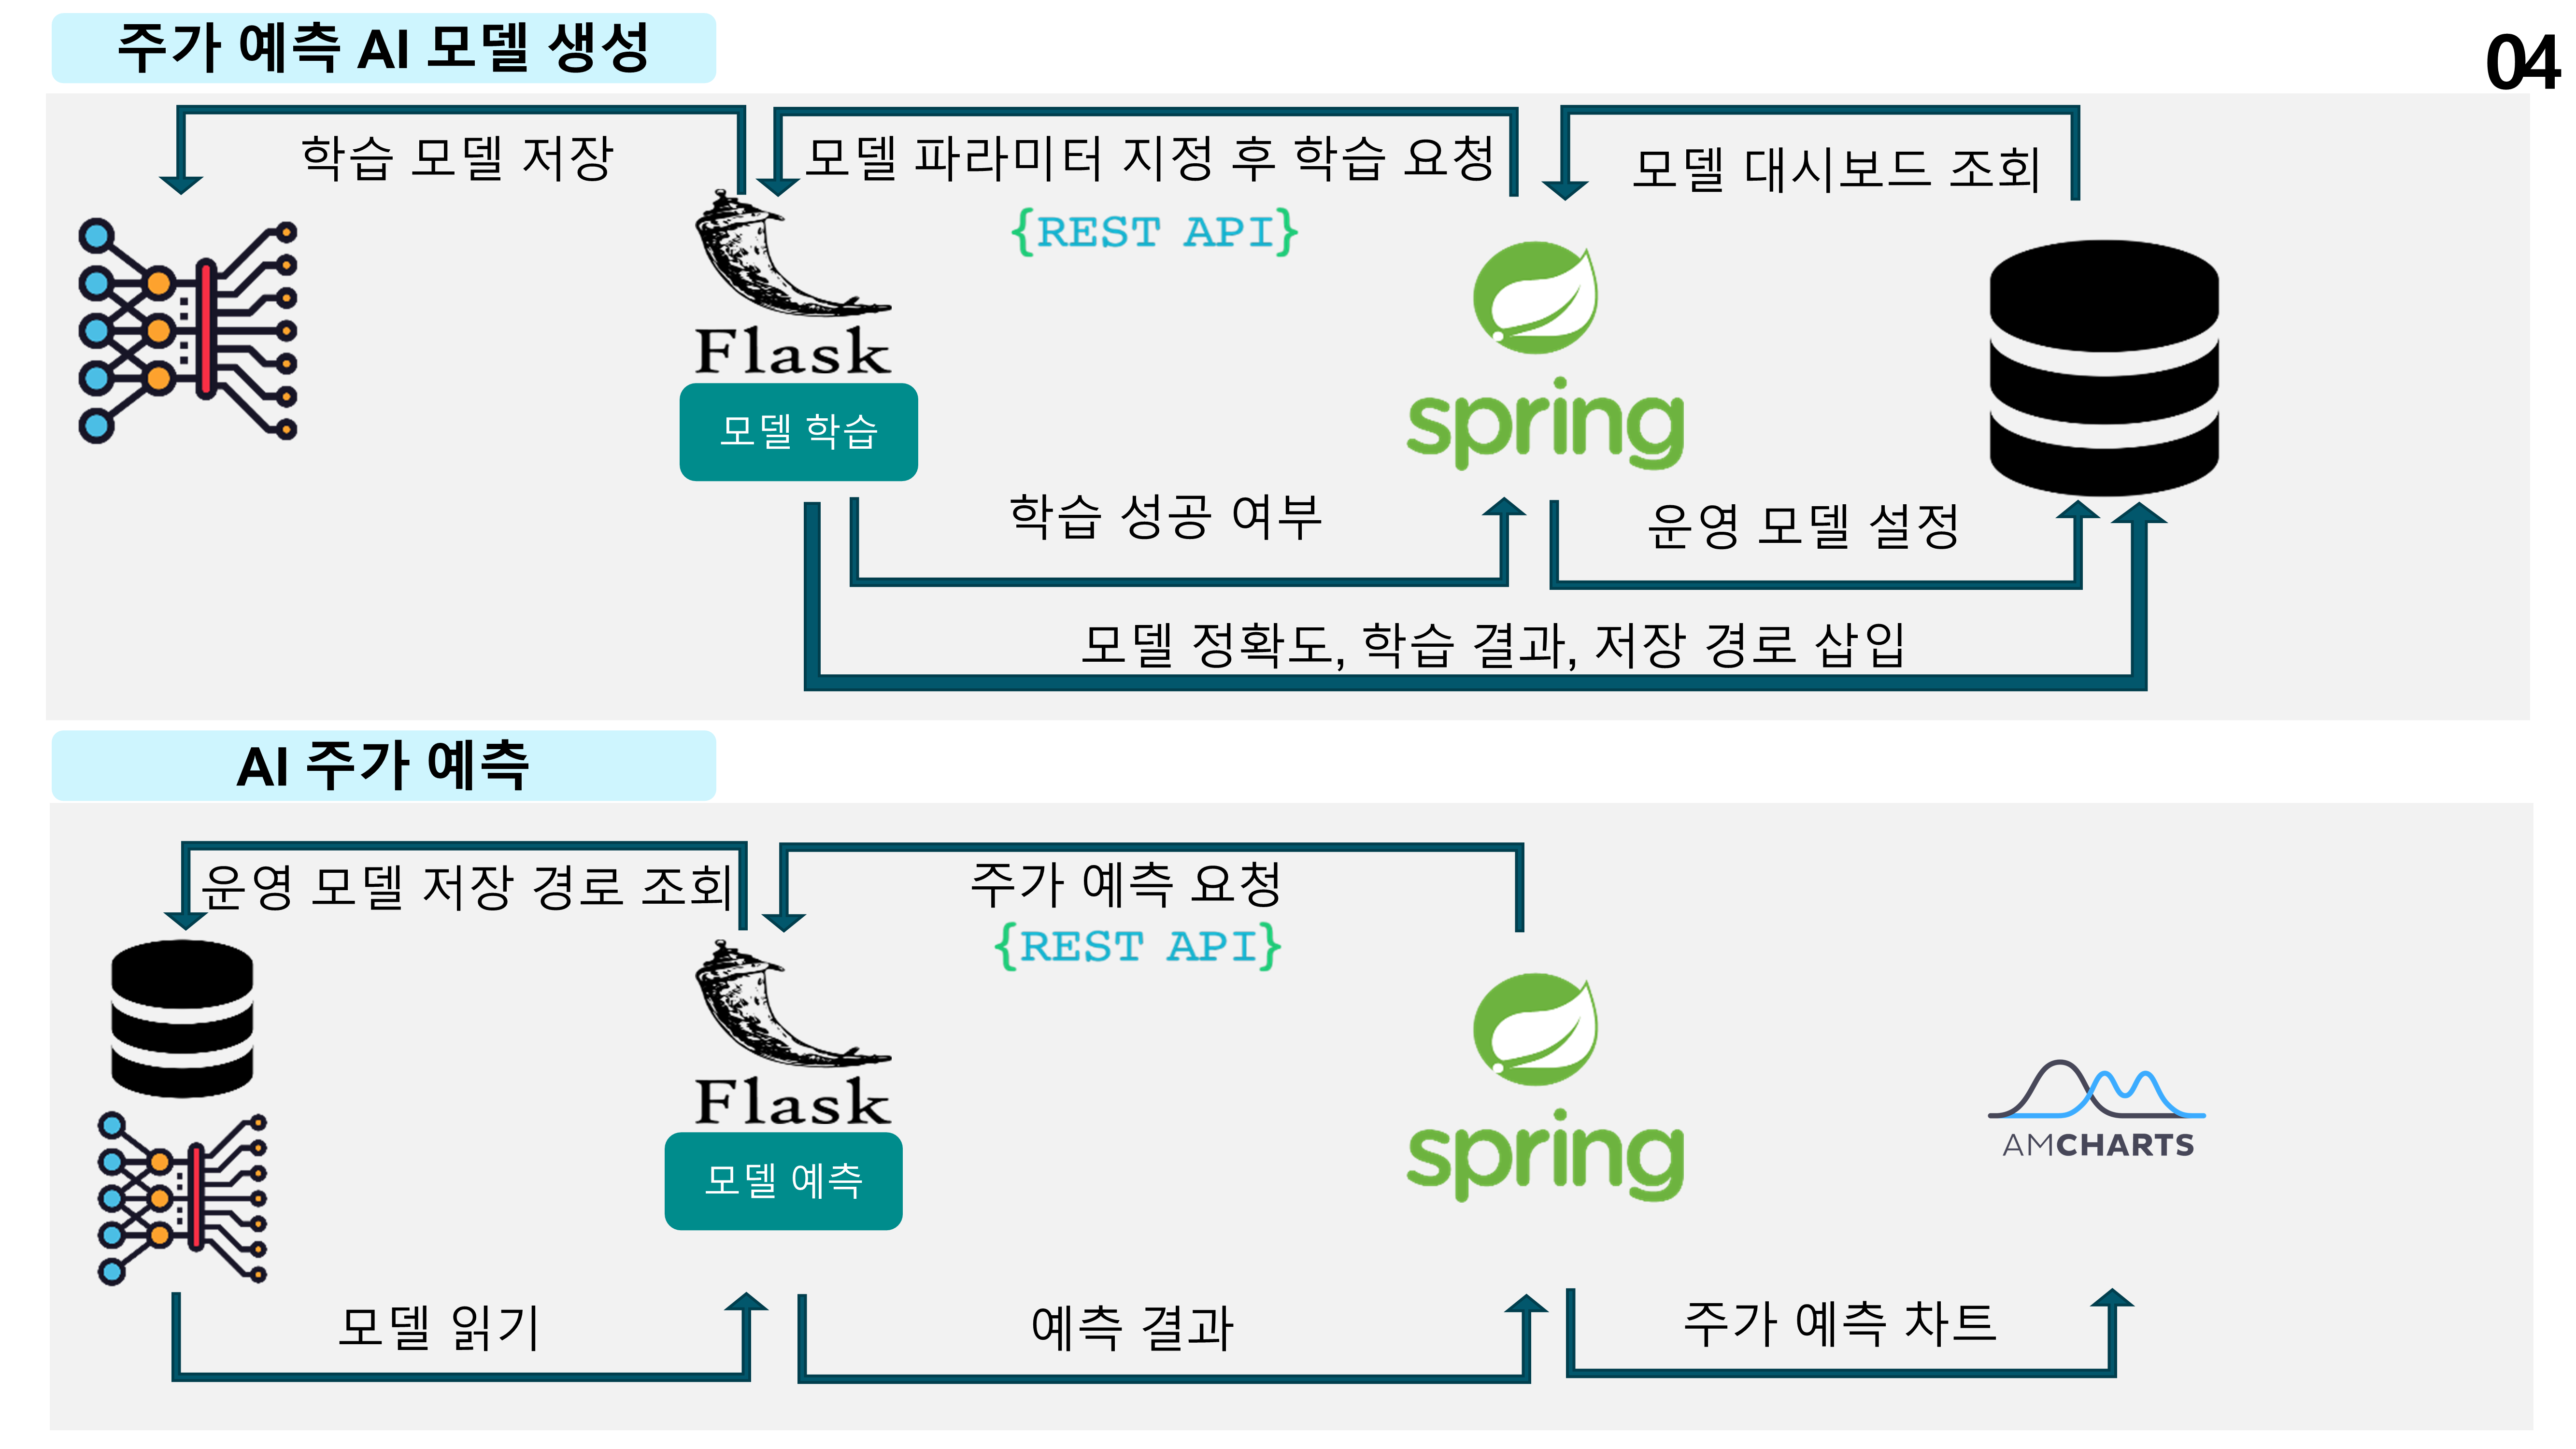 주가 예측 AI 모델 생성
04
학습 모델 저장
모델 파라미터 지정 후 학습 요청
모델 대시보드 조회
{REST API}
Flask
spring
모델 학습
학습 성공 여부
운영 모델 설정
모델 정확도, 학습 결과, 저장 경로 삽입
AI 주가 예측
운영 모델 저장 경로 조회
주가 예측 요청
{REST API}
Flask
spring
AMCHARTS
모델 예측
모델 읽기
예측 결과
주가 예측 차트